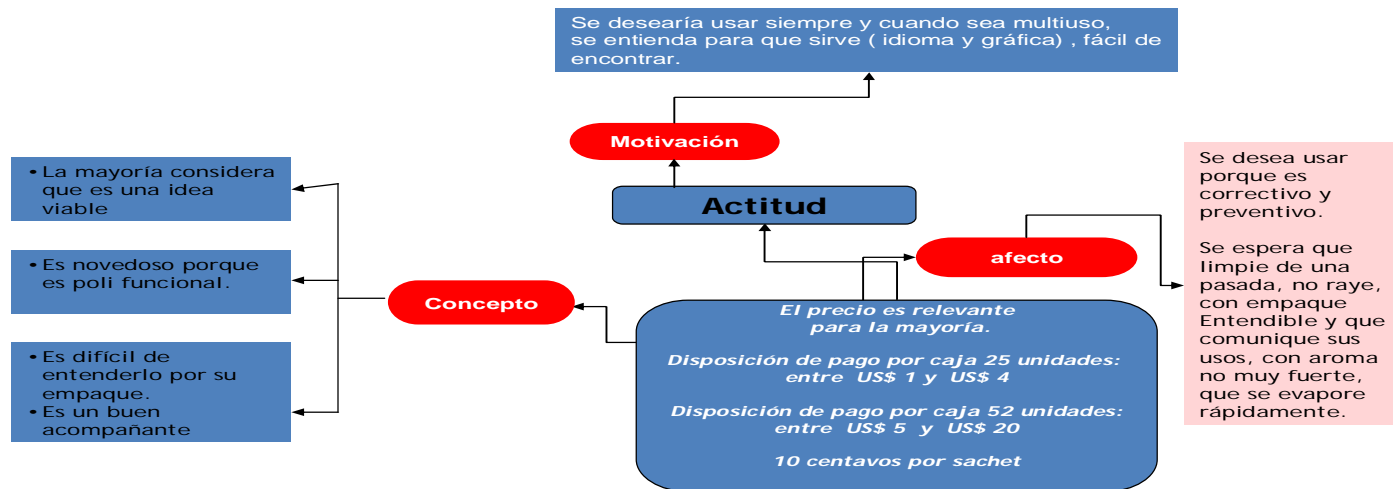 Se desearía usar siempre y cuando sea multiuso,
se entienda para que sirve ( idioma y gráfica) , fácil de
encontrar.
Motivación
• La mayoría considera
que es una idea
viable
Actitud
Se desea usar
porque es
correctivo y
preventivo.
Se espera que
limpie de una
pasada, no raye,
con empaque
Entendible y que
comunique sus
usos, con aroma
no muy fuerte,
que se evapore
rápidamente.
• Es novedoso porque
es poli funcional.
afecto
Concepto
El precio es relevante
para la mayoría.
Disposición de pago por caja 25 unidades:
entre US$ 1 y US$ 4
Disposición de pago por caja 52 unidades:
entre US$ 5 y US$ 20
10 centavos por sachet
• Es difícil de
entenderlo por su
empaque.
• Es un buen
acompañante